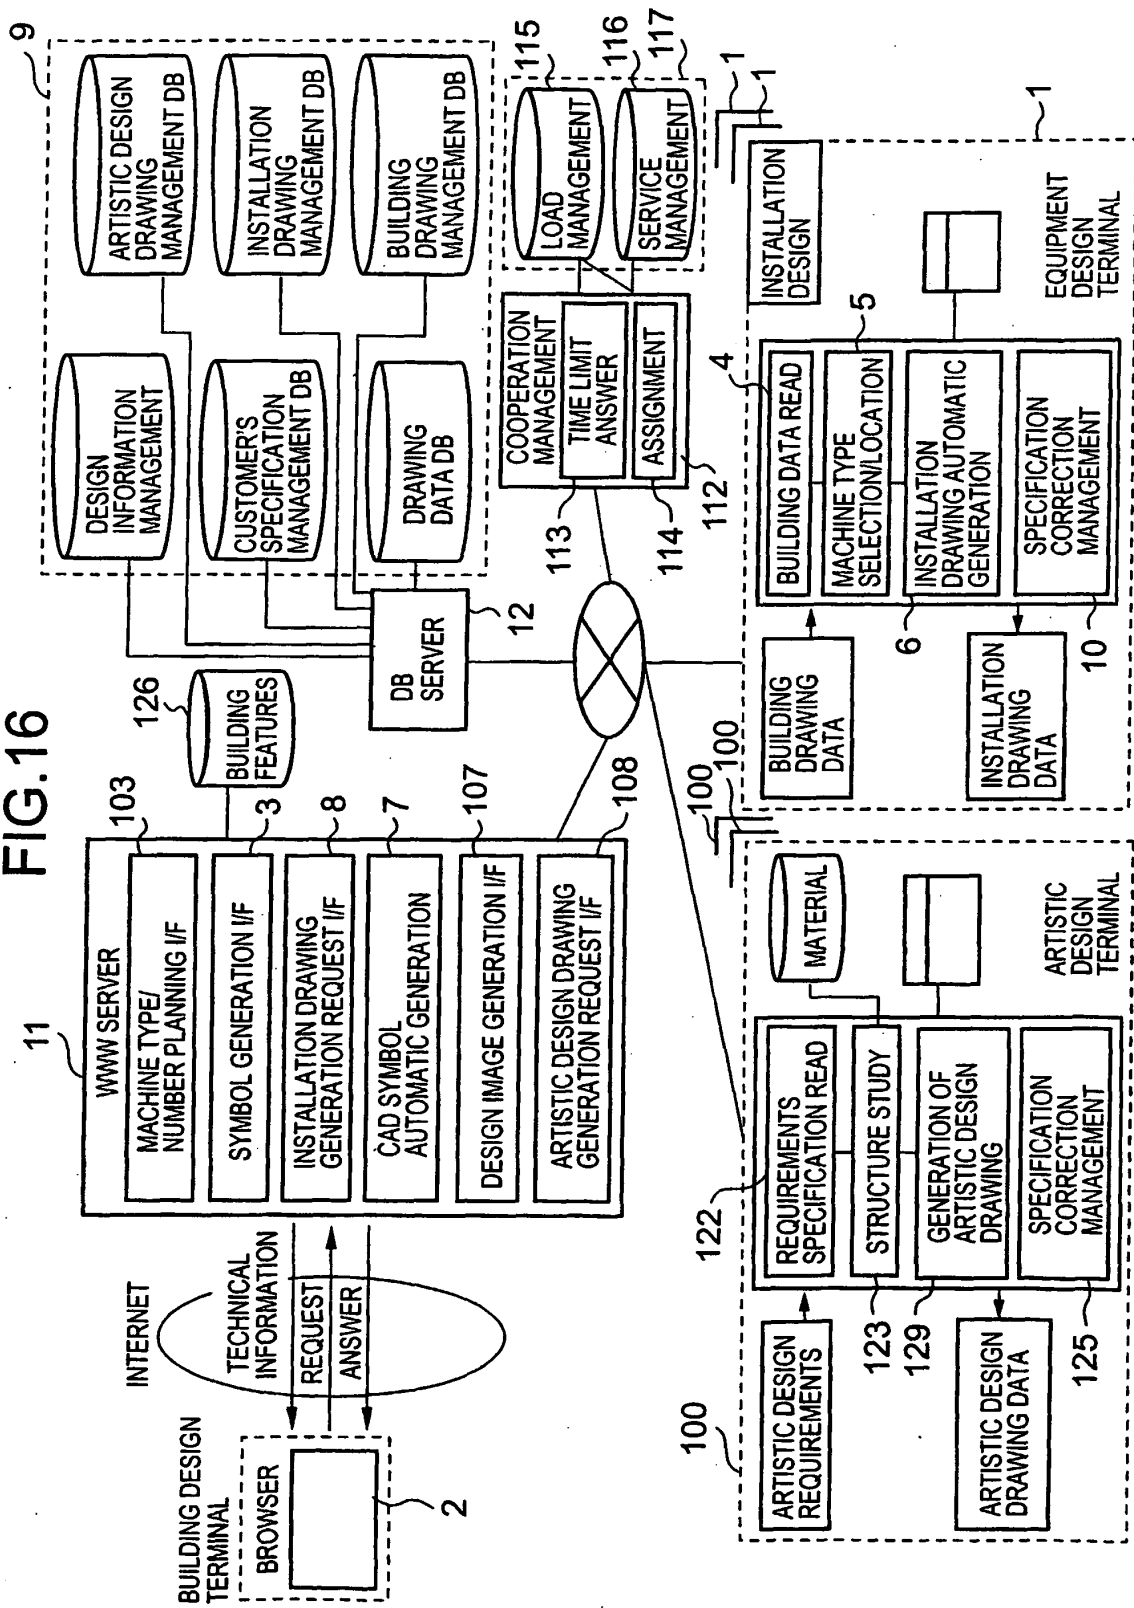 FIG.16
BUILDING DESIGN
TERMINAL
BROWSER
2
INTERNET
TECHNICAL
INFORMATION
REQUEST
ANSWER
11
WWW SERVER
MACHINE TYPE/
NUMBER PLANNING I/F
103
SYMBOL GENERATION I/F
3
INSTALLATION DRAWING
GENERATION REQUEST I/F
8
CAD SYMBOL
AUTOMATIC GENERATION
7
DESIGN IMAGE GENERATION I/F
107
ARTISTIC DESIGN DRAWING
GENERATION REQUEST I/F
108
126
BUILDING
FEATURES
DB
SERVER
12
9
DESIGN
INFORMATION
MANAGEMENT
ARTISTIC DESIGN
DRAWING
MANAGEMENT DB
CUSTOMER'S
SPECIFICATION
MANAGEMENT DB
INSTALLATION
DRAWING
MANAGEMENT DB
DRAWING
DATA DB
BUILDING
DRAWING
MANAGEMENT DB
COOPERATION
MANAGEMENT
TIME LIMIT
ANSWER
113
ASSIGNMENT
114
112
LOAD
MANAGEMENT
115
SERVICE
MANAGEMENT
116
117
100
100
100
ARTISTIC DESIGN
REQUIREMENTS
122
REQUIREMENTS
SPECIFICATION READ
STRUCTURE STUDY
123
GENERATION OF
ARTISTIC DESIGN
DRAWING
129
SPECIFICATION
CORRECTION
MANAGEMENT
125
ARTISTIC DESIGN
DRAWING DATA
MATERIAL
ARTISTIC
DESIGN
TERMINAL
1
1
1
BUILDING
DRAWING
DATA
4
BUILDING DATA READ
5
MACHINE TYPE
SELECTION/LOCATION
6
INSTALLATION
DRAWING AUTOMATIC
GENERATION
10
SPECIFICATION
CORRECTION
MANAGEMENT
INSTALLATION
DRAWING
DATA
INSTALLATION
DESIGN
EQUIPMENT
DESIGN
TERMINAL